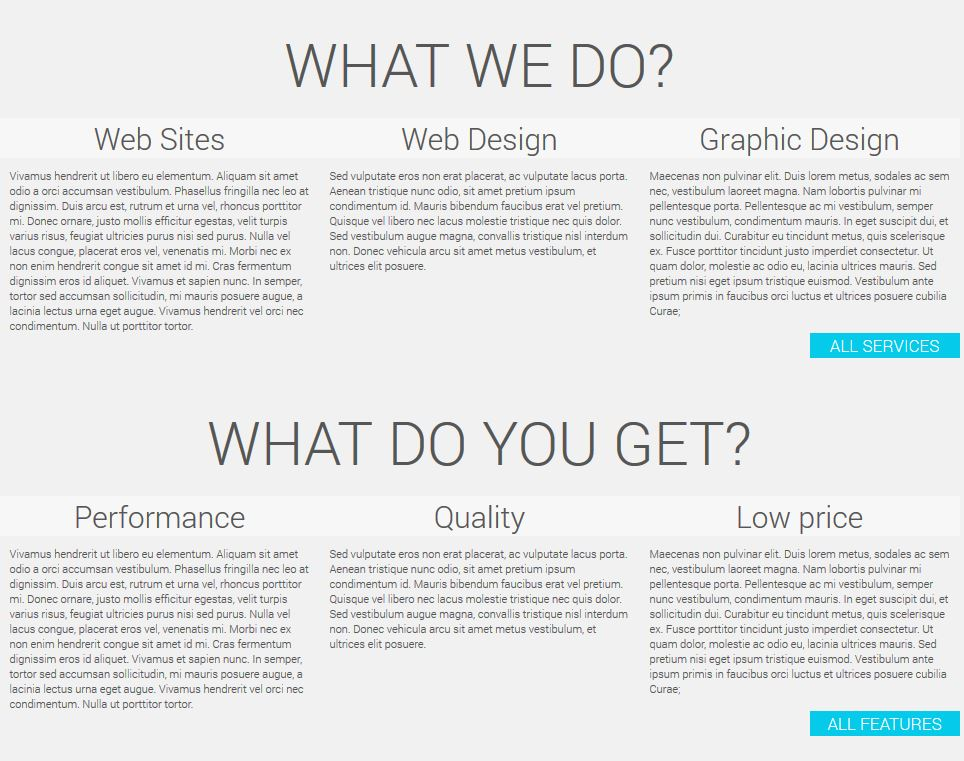 WHAT WE DO?
Web Sites
Vivamus hendrerit ut libero eu elementum. Aliquam sit amet
odio a orci accumsan vestibulum. Phasellus fringilla nec leo at
dignissim. Duis arcu est, rutrum et urna vel, rhoncus porttitor
mi. Donec ornare, justo mollis efficitur egestas, velit turpis
varius risus, feugiat ultricies purus nisi sed purus. Nulla vel
lacus congue, placerat eros vel, venenatis mi. Morbi nec ex
non enim hendrerit congue sit amet id mi. Cras fermentum
dignissim eros id aliquet. Vivamus et sapien nunc. In semper,
tortor sed accumsan sollicitudin, mi mauris posuere augue, a
lacinia lectus urna eget augue. Vivamus hendrerit vel orci nec
condimentum. Nulla ut porttitor tortor.
Web Design
Sed vulputate eros non erat placerat, ac vulputate lacus porta.
Aenean tristique nunc odio, sit amet pretium ipsum
condimentum id. Mauris bibendum faucibus erat vel pretium.
Quisque vel libero nec lacus molestie tristique nec quis dolor.
Sed vestibulum augue magna, convallis tristique nisl interdum
non. Donec vehicula arcu sit amet metus vestibulum, et
ultrices elit posuere.
Graphic Design
Maecenas non pulvinar elit. Duis lorem metus, sodales ac sem
nec, vestibulum laoreet magna. Nam lobortis pulvinar mi
pellentesque porta. Pellentesque ac mi vestibulum, semper
nunc vestibulum, condimentum mauris. In eget suscipit dui, et
sollicitudin dui. Curabitur eu tincidunt metus, quis scelerisque
ex. Fusce porttitor tincidunt justo imperdiet consectetur. Ut
quam dolor, molestie ac odio eu, lacinia ultrices mauris. Sed
pretium nisi eget ipsum tristique euismod. Vestibulum ante
ipsum primis in faucibus orci luctus et ultrices posuere cubilia
Curae;
ALL SERVICES
WHAT DO YOU GET?
Performance
Vivamus hendrerit ut libero eu elementum. Aliquam sit amet
odio a orci accumsan vestibulum. Phasellus fringilla nec leo at
dignissim. Duis arcu est, rutrum et urna vel, rhoncus porttitor
mi. Donec ornare, justo mollis efficitur egestas, velit turpis
varius risus, feugiat ultricies purus nisi sed purus. Nulla vel
lacus congue, placerat eros vel, venenatis mi. Morbi nec ex
non enim hendrerit congue sit amet id mi. Cras fermentum
dignissim eros id aliquet. Vivamus et sapien nunc. In semper,
tortor sed accumsan sollicitudin, mi mauris posuere augue, a
lacinia lectus urna eget augue. Vivamus hendrerit vel orci nec
condimentum. Nulla ut porttitor tortor.
Quality
Sed vulputate eros non erat placerat, ac vulputate lacus porta.
Aenean tristique nunc odio, sit amet pretium ipsum
condimentum id. Mauris bibendum faucibus erat vel pretium.
Quisque vel libero nec lacus molestie tristique nec quis dolor.
Sed vestibulum augue magna, convallis tristique nisl interdum
non. Donec vehicula arcu sit amet metus vestibulum, et
ultrices elit posuere.
Low price
Maecenas non pulvinar elit. Duis lorem metus, sodales ac sem
nec, vestibulum laoreet magna. Nam lobortis pulvinar mi
pellentesque porta. Pellentesque ac mi vestibulum, semper
nunc vestibulum, condimentum mauris. In eget suscipit dui, et
sollicitudin dui. Curabitur eu tincidunt metus, quis scelerisque
ex. Fusce porttitor tincidunt justo imperdiet consectetur. Ut
quam dolor, molestie ac odio eu, lacinia ultrices mauris. Sed
pretium nisi eget ipsum tristique euismod. Vestibulum ante
ipsum primis in faucibus orci luctus et ultrices posuere cubilia
Curae;
ALL FEATURES